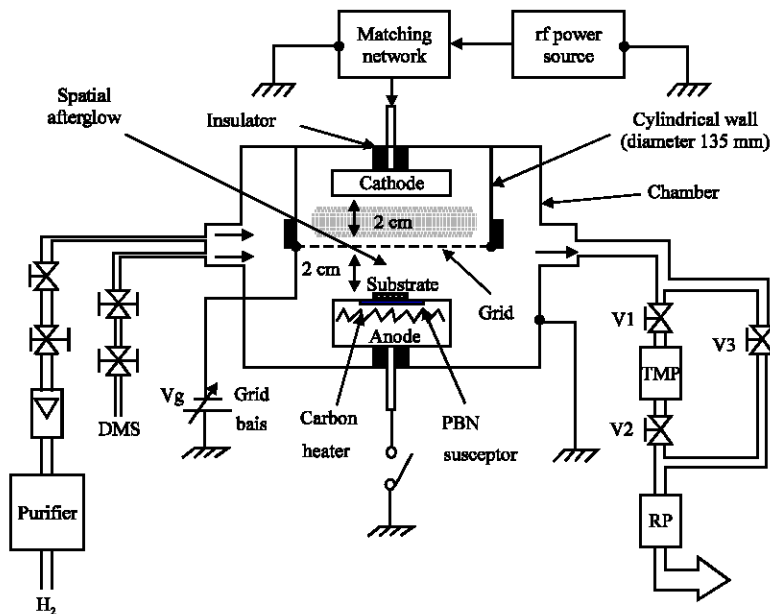 Matching
network
rf power
source
Spatial
afterglow
Insulator
Cylindrical wall
(diameter 135 mm)
Cathode
Chamber
2 cm
2 cm
Substrate
Grid
Anode
V1
V3
TMP
Vg
Grid
bais
DMS
Carbon
heater
PBN
susceptor
V2
Purifier
RP
H2